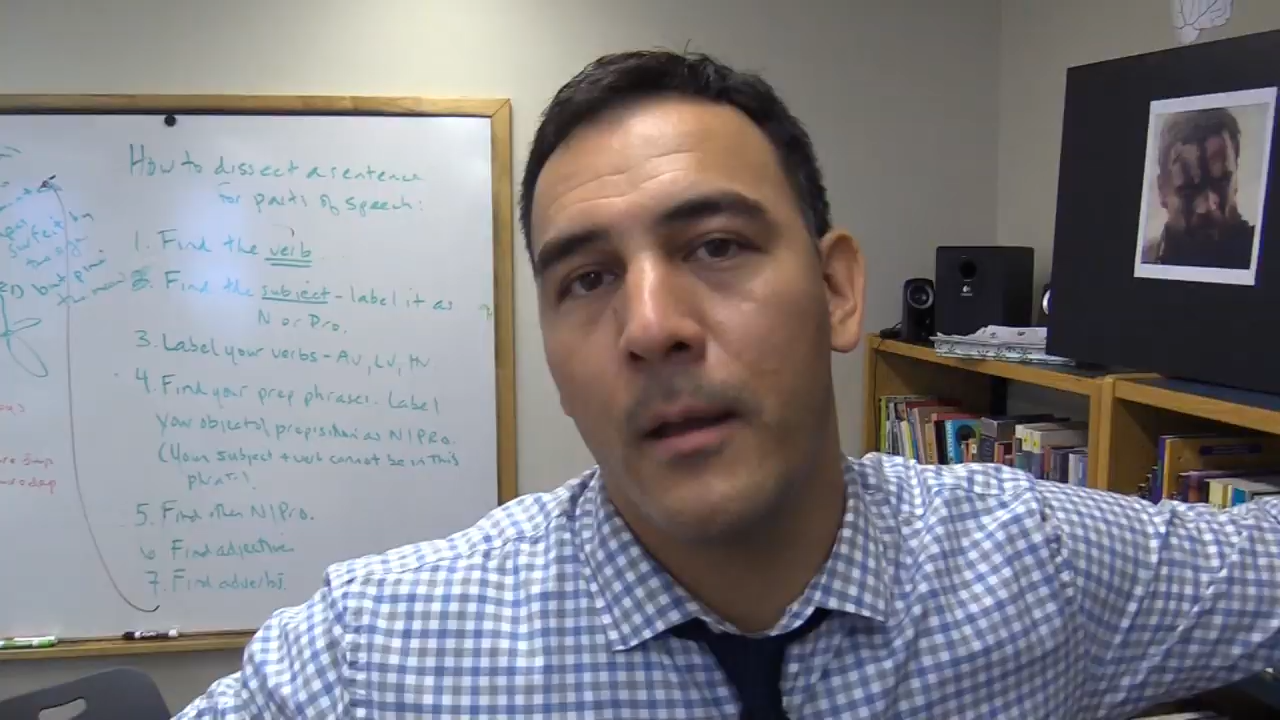 How to dissect a sentence
for parts of speech:
1. Find the verb
2. Find the subject - label it as
N or Pro.
3. Label your verbs - AV, LV, HV
4. Find your prep phrases. Label
your object of preposition as N/Pro.
(Your subject + verb cannot be in this
phrase).
5. Find other N/Pro.
6 Find adjective
7. Find adverbs.